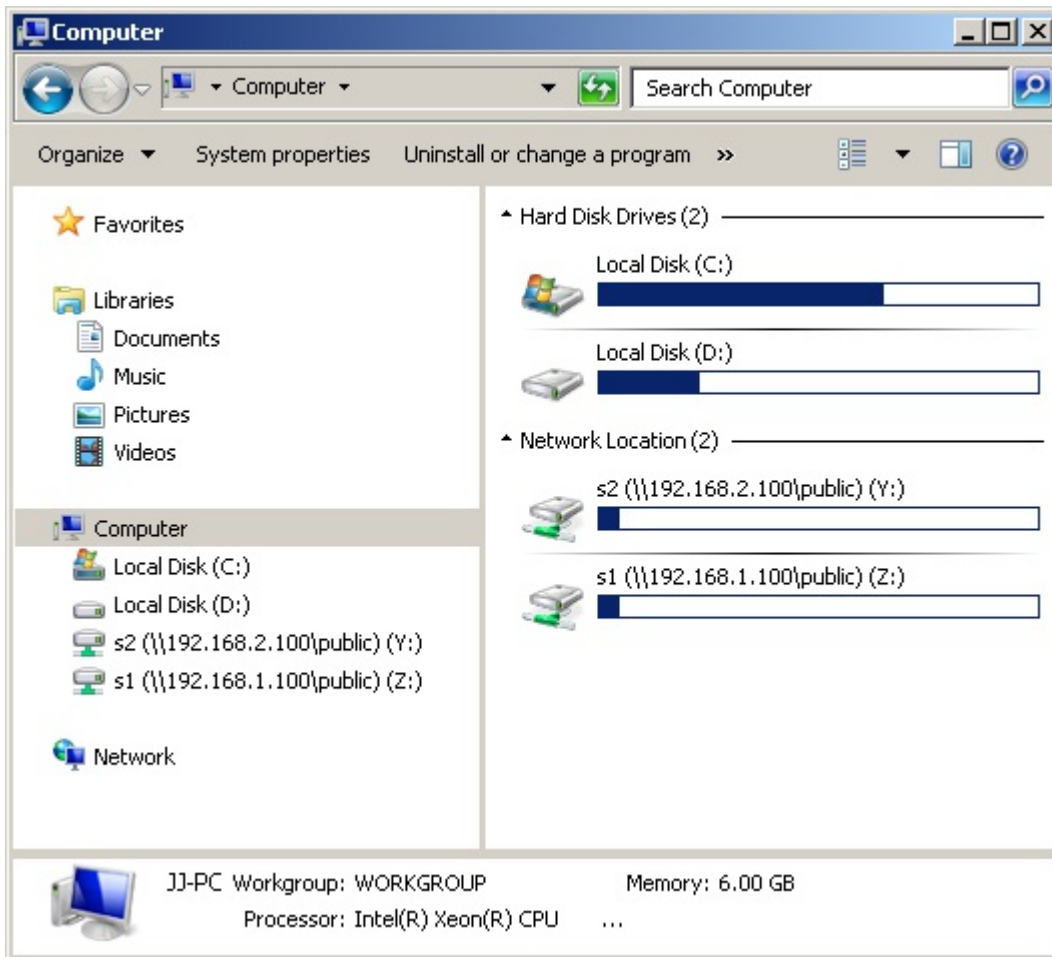 Computer
Computer
Search Computer
Organize System properties Uninstall or change a program »
Favorites
Libraries
Documents
Music
Pictures
Videos
Computer
Local Disk (C:)
Local Disk (D:)
s2 (\\192.168.2.100\public) (Y:)
s1 (\\192.168.1.100\public) (Z:)
Network
Hard Disk Drives (2)
Local Disk (C:)
Local Disk (D:)
Network Location (2)
s2 (\\192.168.2.100\public) (Y:)
s1 (\\192.168.1.100\public) (Z:)
JJ-PC Workgroup: WORKGROUP Memory: 6.00 GB
Processor: Intel(R) Xeon(R) CPU ...